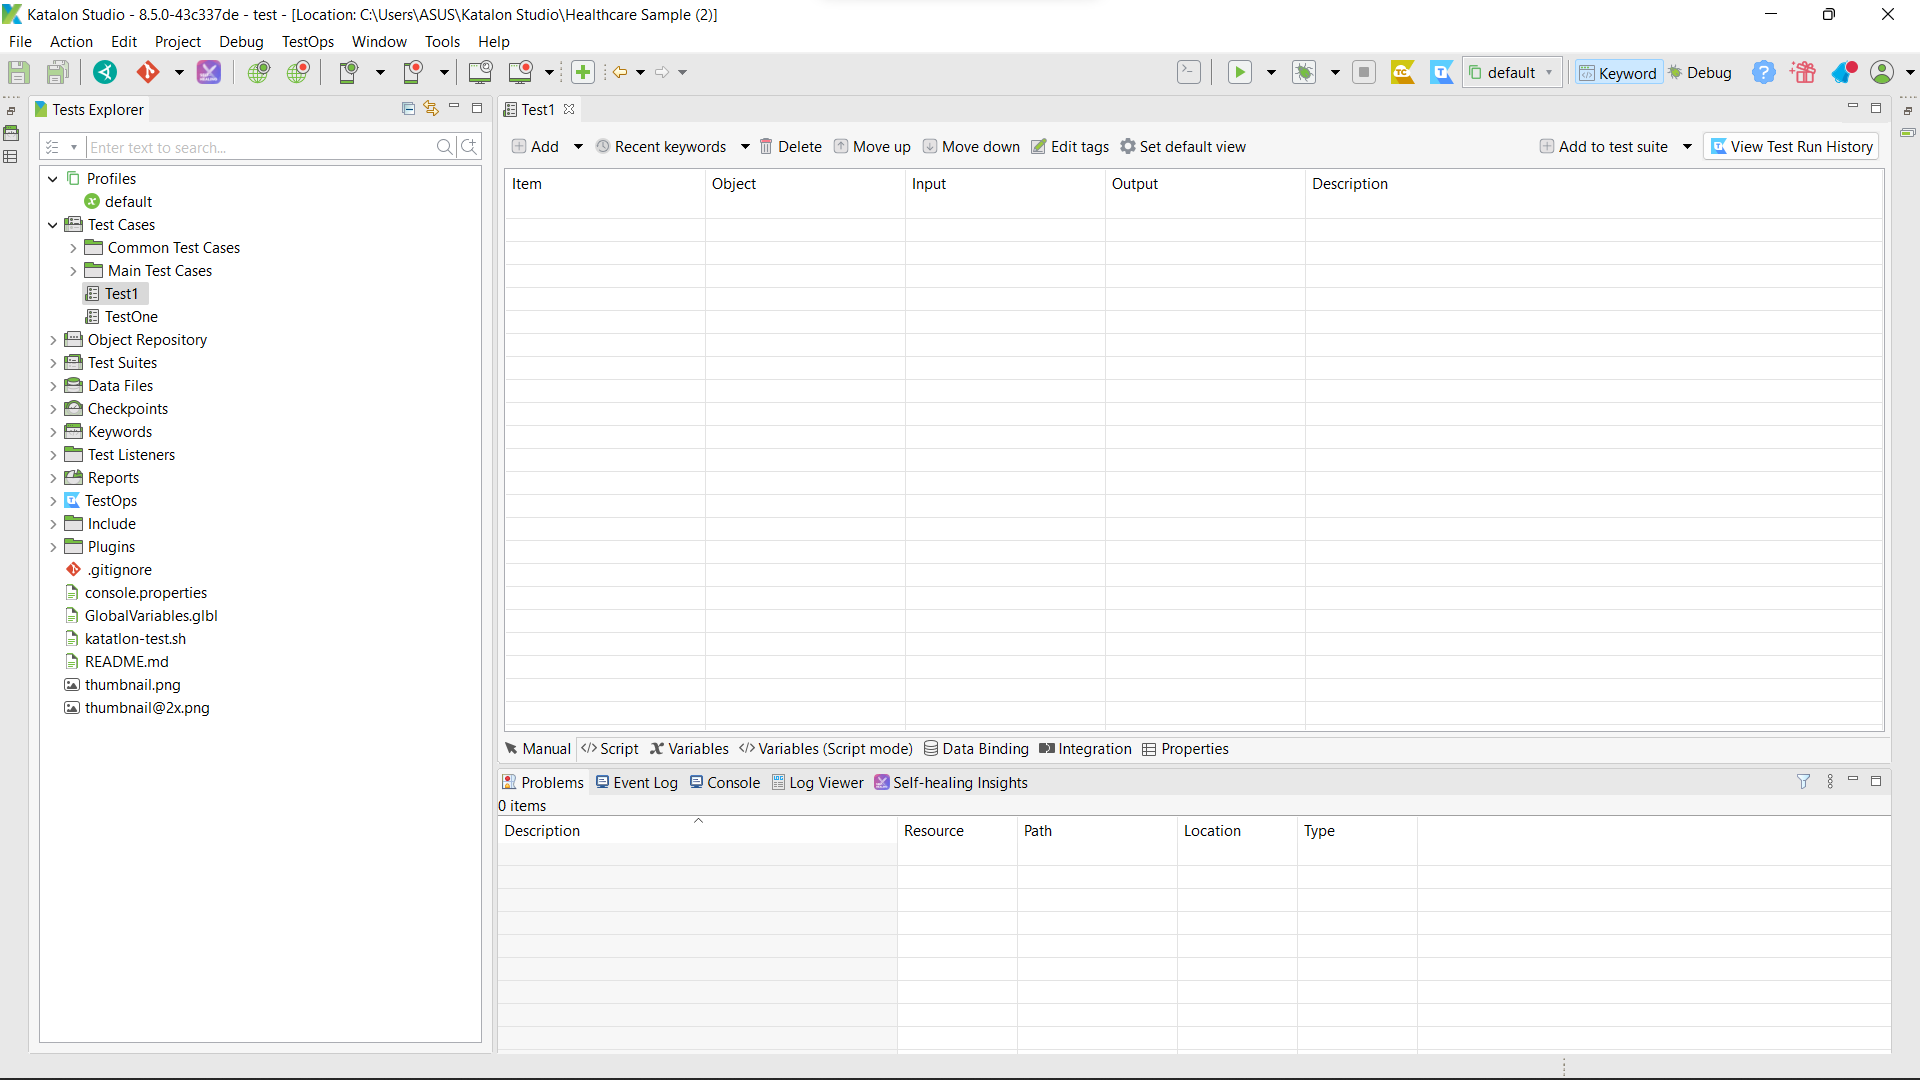 Katalon Studio - 8.5.0-43c337de - test - [Location: C:\Users\ASUS\Katalon Studio\Healthcare Sample (2)]
File Action Edit Project Debug TestOps Window Tools Help
default Keyword Debug
Tests Explorer
Enter text to search...
Profiles
default
Test Cases
Common Test Cases
Main Test Cases
Test1
TestOne
Object Repository
Test Suites
Data Files
Checkpoints
Keywords
Test Listeners
Reports
TestOps
Include
Plugins
.gitignore
console.properties
GlobalVariables.glbl
katatlon-test.sh
README.md
thumbnail.png
thumbnail@2x.png
Test1
Add Recent keywords Delete Move up Move down Edit tags Set default view Add to test suite View Test Run History
Item Object Input Output Description
Manual Script Variables Variables (Script mode) Data Binding Integration Properties
Problems Event Log Console Log Viewer Self-healing Insights
0 items
Description Resource Path Location Type